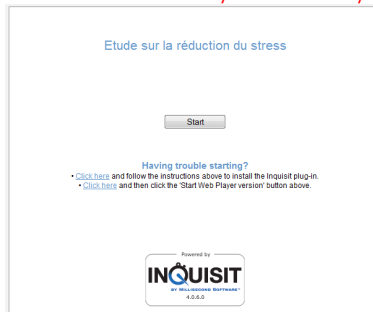 Etude sur la réduction du stress
Start
Having trouble starting?
• Click here and follow the instructions above to install the Inquisit plug-in.
• Click here and then click the 'Start Web Player version' button above.
Powered by
INQUISIT
BY MILLISECOND SOFTWARE
4.0.6.0